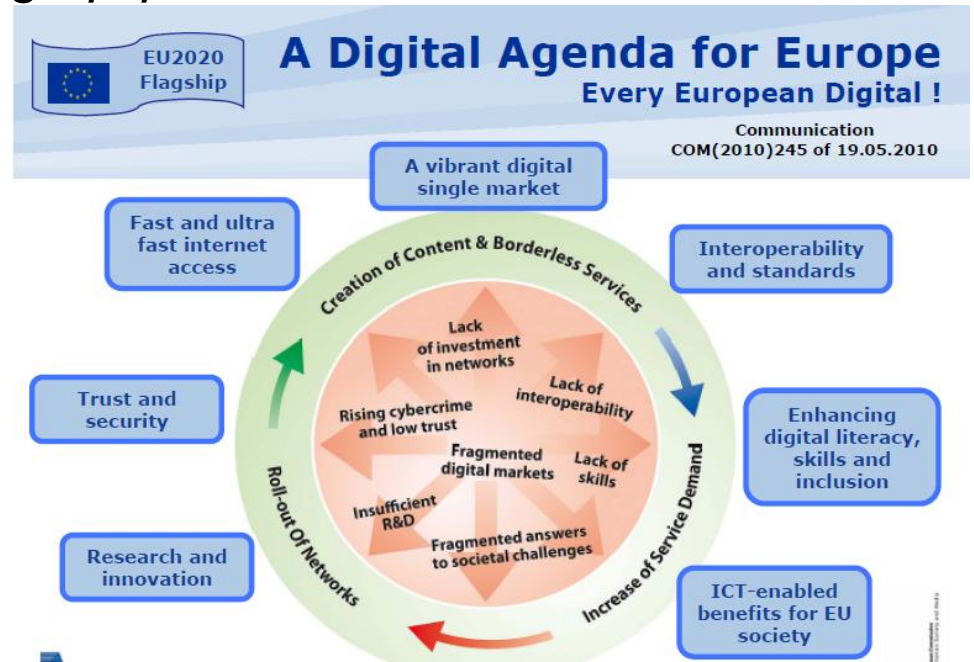 EU2020
Flagship
A Digital Agenda for Europe
Every European Digital !
Communication
COM(2010)245 of 19.05.2010
A vibrant digital
single market
Fast and ultra
fast internet
access
Interoperability
and standards
Creation of Content & Borderless Services
Lack
of investment
in networks
Lack of
interoperability
Trust and
security
Rising cybercrime
and low trust
Enhancing
digital literacy,
skills and
inclusion
Fragmented
digital markets
Lack of
skills
Insufficient
R&D
Fragmented answers
to societal challenges
Roll-out Of Networks
Increase of Service Demand
Research and
innovation
ICT-enabled
benefits for EU
society